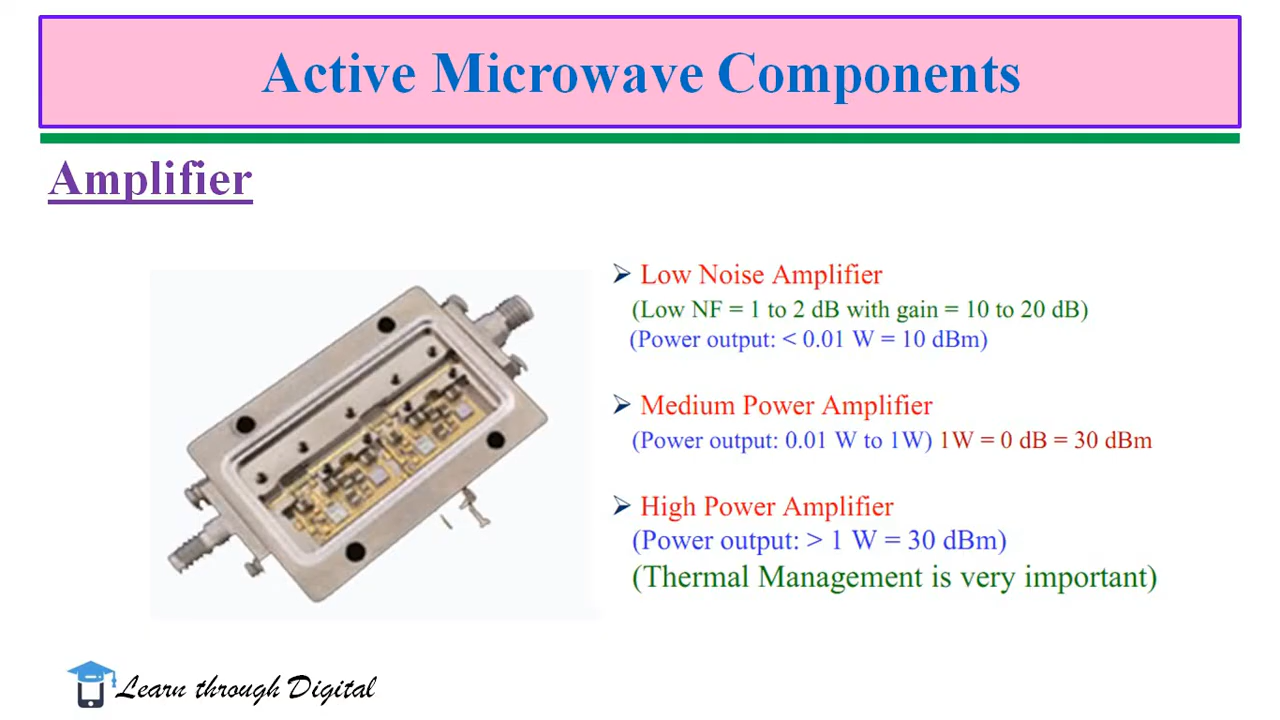 Active Microwave Components
Amplifier
➢ Low Noise Amplifier
(Low NF = 1 to 2 dB with gain = 10 to 20 dB)
(Power output: < 0.01 W = 10 dBm)
➢ Medium Power Amplifier
(Power output: 0.01 W to 1W) 1W = 0 dB = 30 dBm
➢ High Power Amplifier
(Power output: > 1 W = 30 dBm)
(Thermal Management is very important)
Learn through Digital